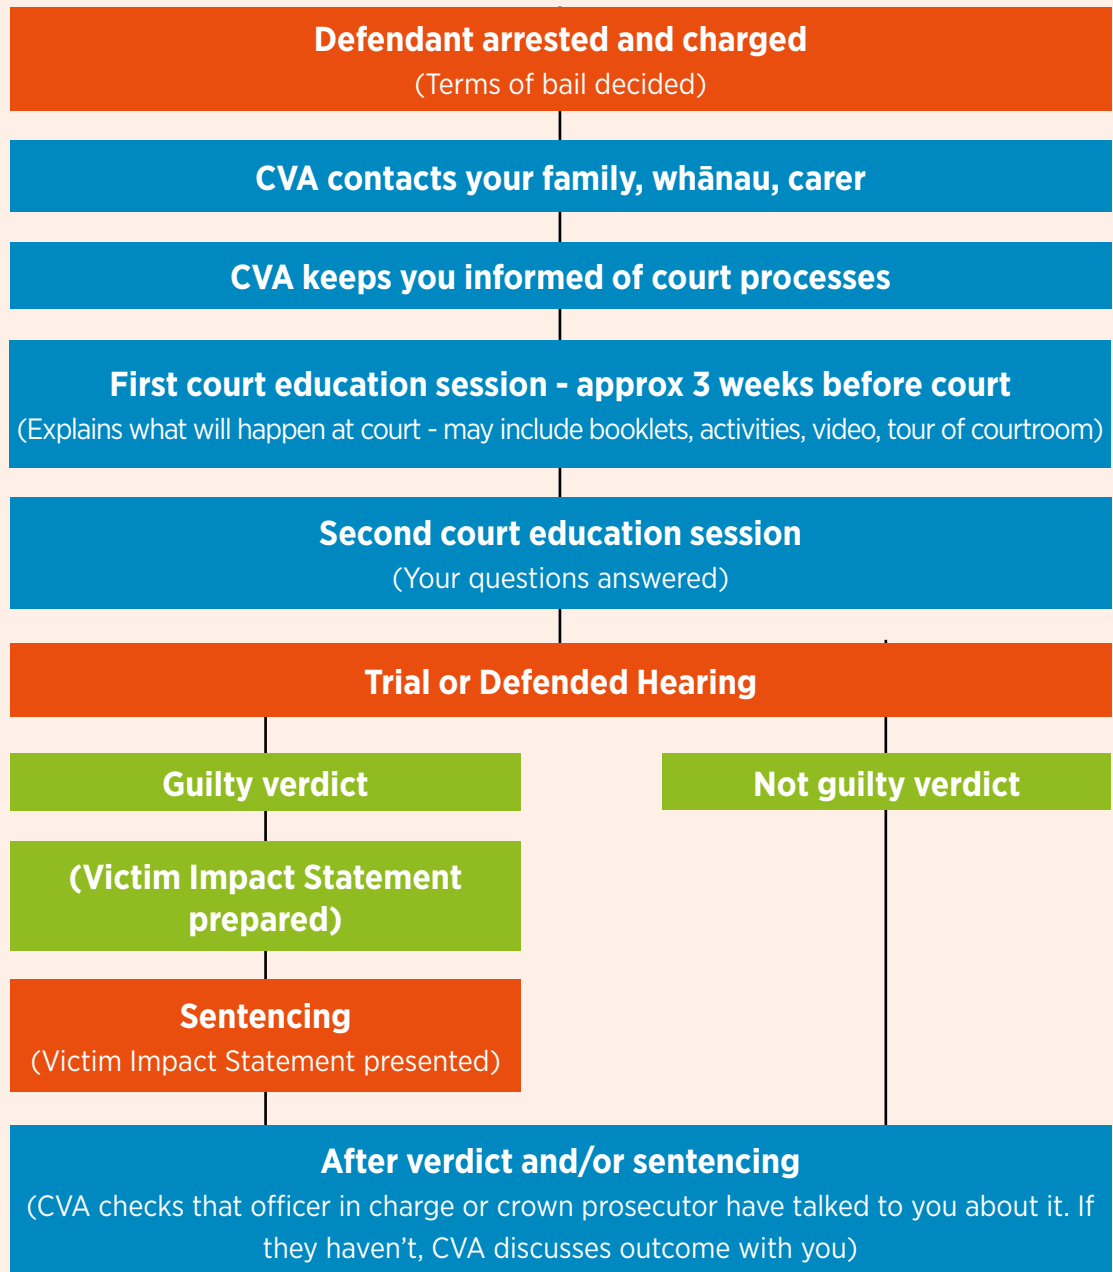 Defendant arrested and charged
(Terms of bail decided)
CVA contacts your family, whānau, carer
CVA keeps you informed of court processes
First court education session - approx 3 weeks before court
(Explains what will happen at court - may include booklets, activities, video, tour of courtroom)
Second court education session
(Your questions answered)
Trial or Defended Hearing
Guilty verdict
Not guilty verdict
(Victim Impact Statement
prepared)
Sentencing
(Victim Impact Statement presented)
After verdict and/or sentencing
(CVA checks that officer in charge or crown prosecutor have talked to you about it. If
they haven't, CVA discusses outcome with you)